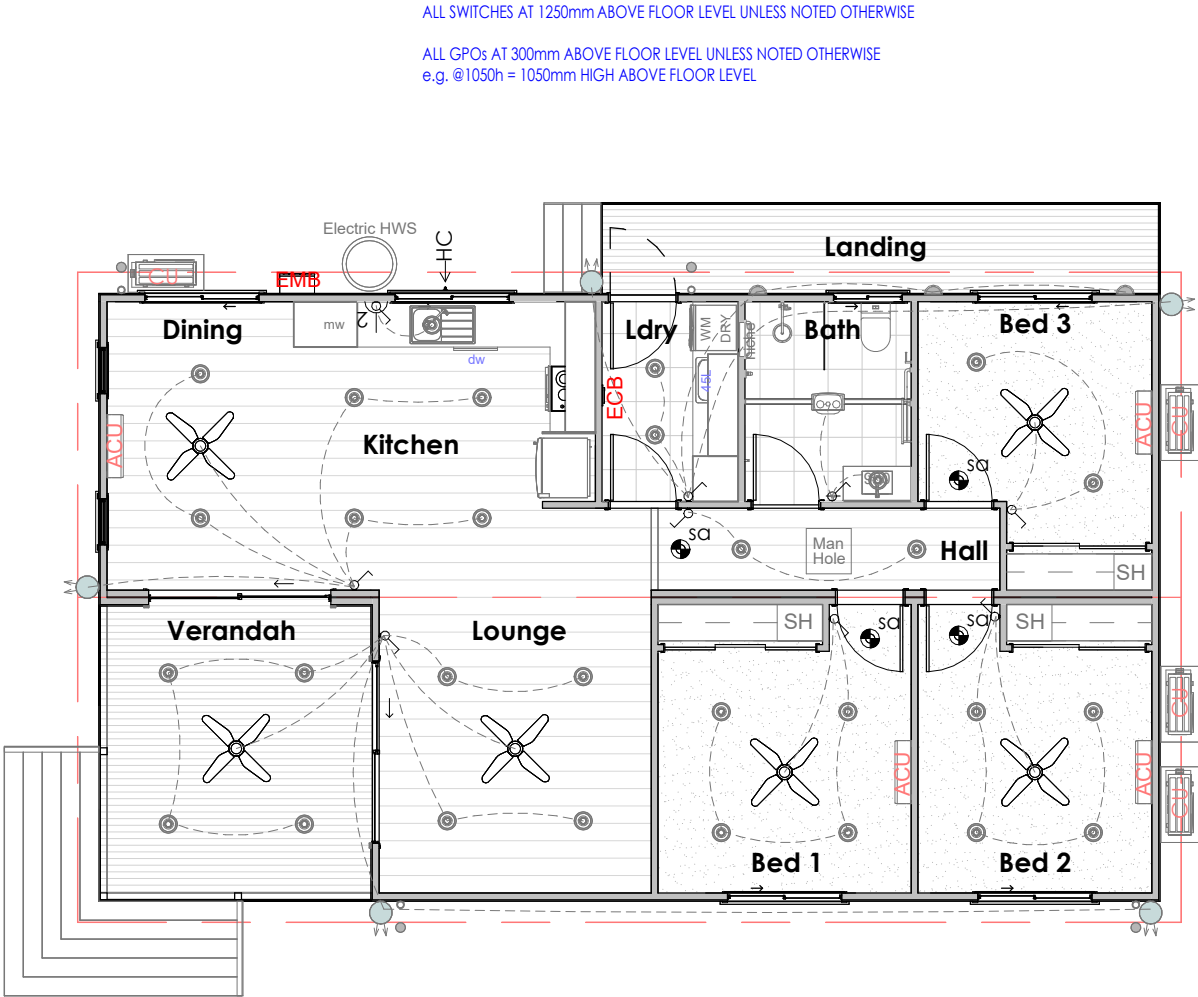 ALL SWITCHES AT 1250mm ABOVE FLOOR LEVEL UNLESS NOTED OTHERWISE
ALL GPOs AT 300mm ABOVE FLOOR LEVEL UNLESS NOTED OTHERWISE
e.g. @1050h = 1050mm HIGH ABOVE FLOOR LEVEL
Electric HWS
HC
Landing
CU
EMB
Dining
mw
2
dw
Ldry
WM
DRY
niche
Bath
Bed 3
45L
ECB
ACU
Kitchen
ACU
CU
sa
sa
Man
Hole
Hall
SH
Verandah
Lounge
SH
sa
sa
SH
CU
ACU
ACU
CU
Bed 1
Bed 2